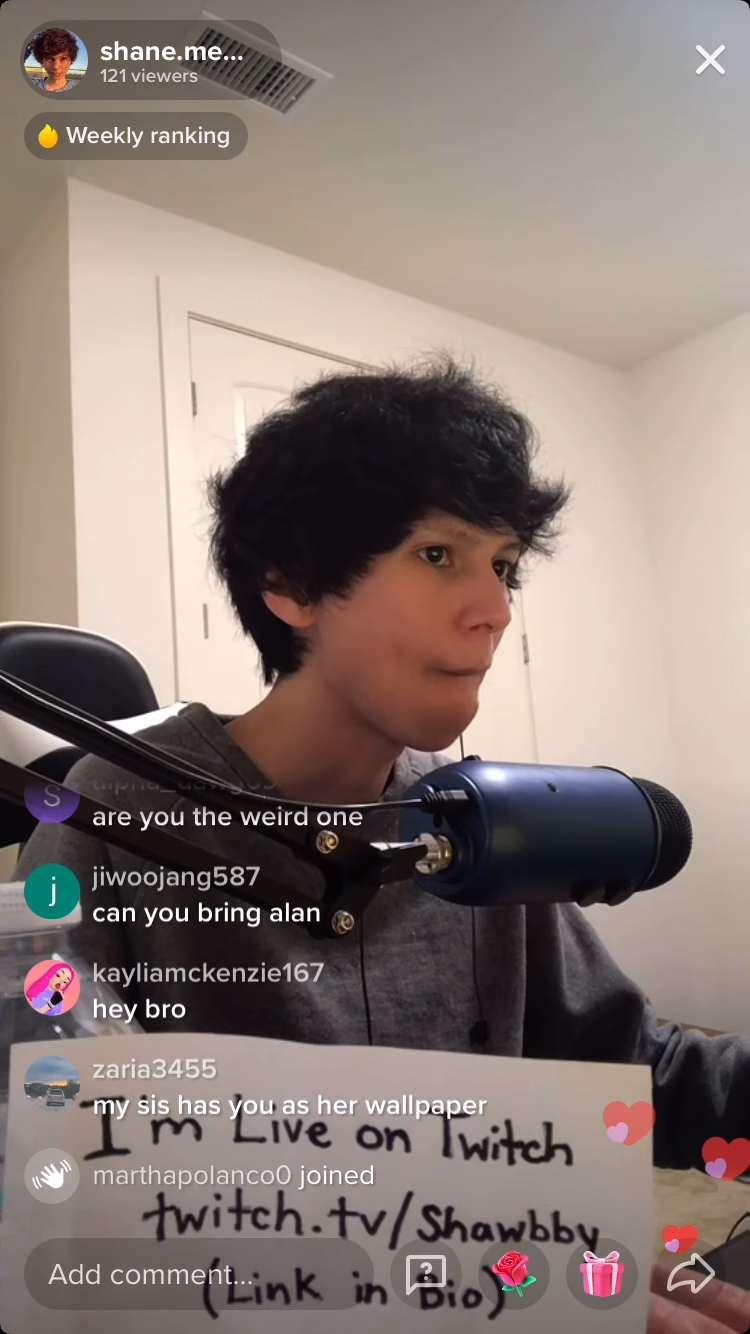 shane.me...
121 viewers
Weekly ranking
S
are you the weird one
j
jiwoojang587
can you bring alan
kayliamckenzie167
hey bro
zaria3455
my sis has you as her wallpaper
I'm Live on Twitch
marthapolanco0 joined
twitch.tv/Shawbby
Add comment...
(Link in Bio)